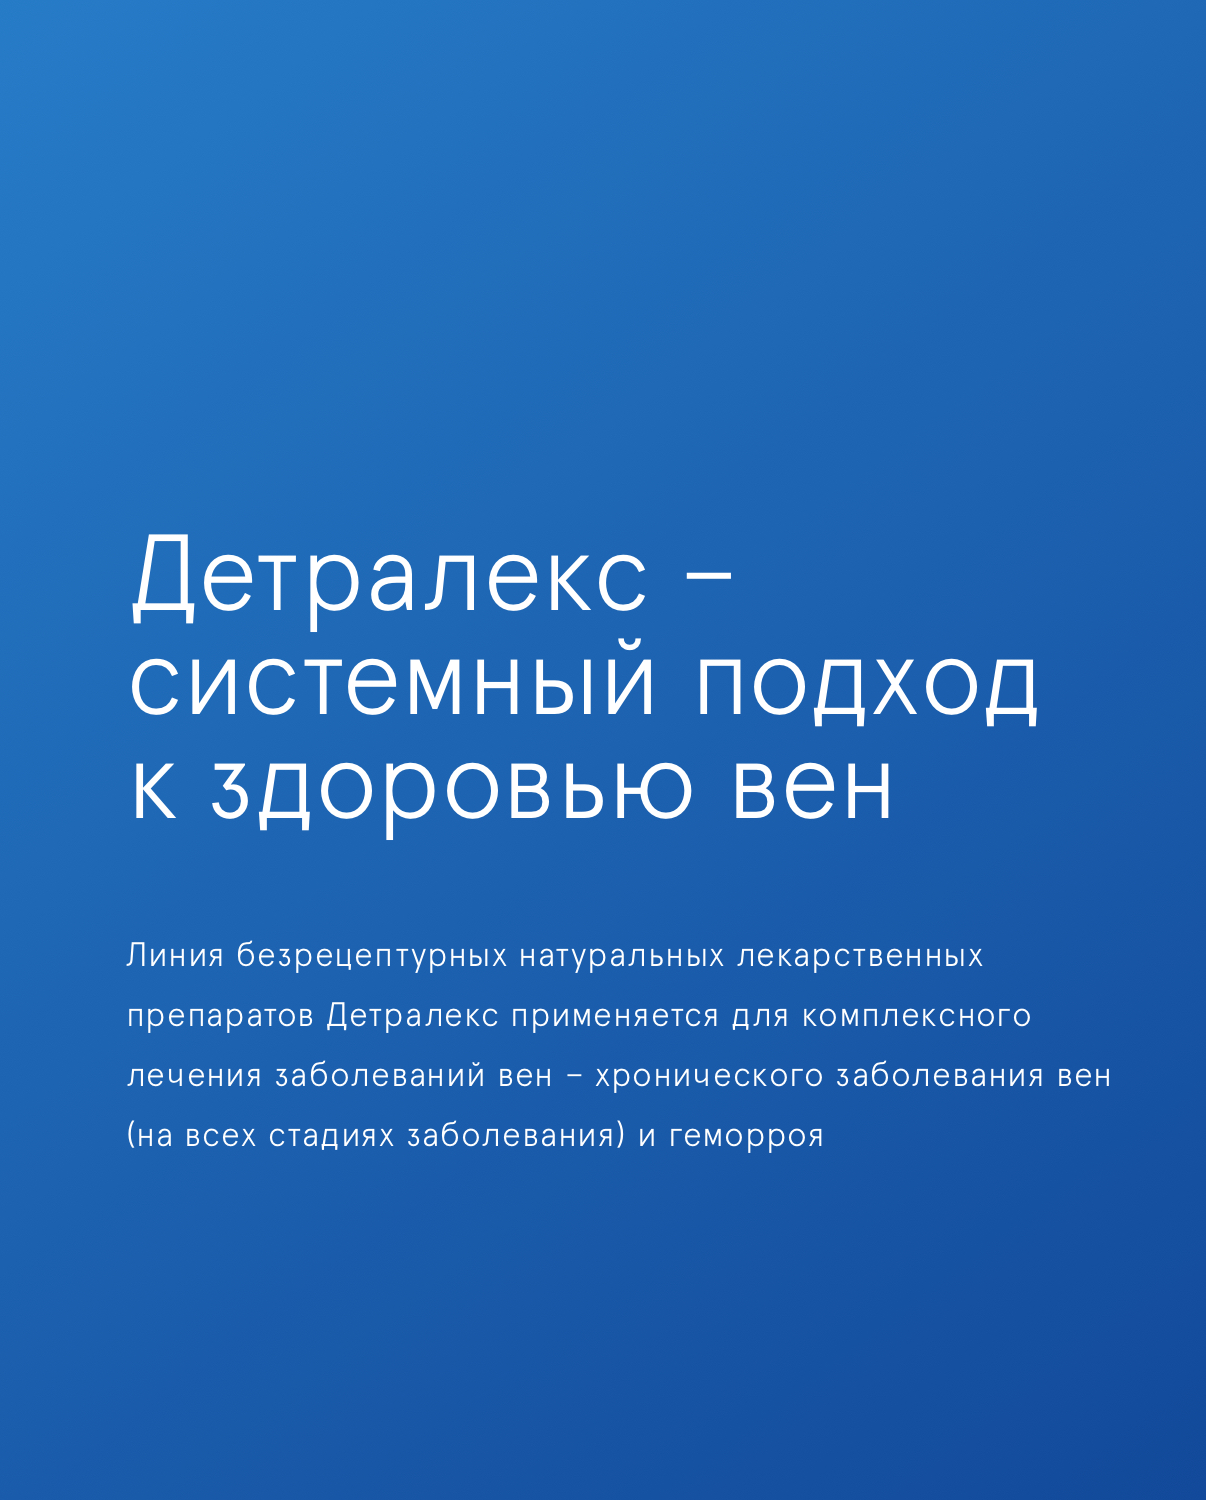 Детралекс –
системный подход
к здоровью вен
Линия безрецептурных натуральных лекарственных
препаратов Детралекс применяется для комплексного
лечения заболеваний вен – хронического заболевания вен
(на всех стадиях заболевания) и геморроя